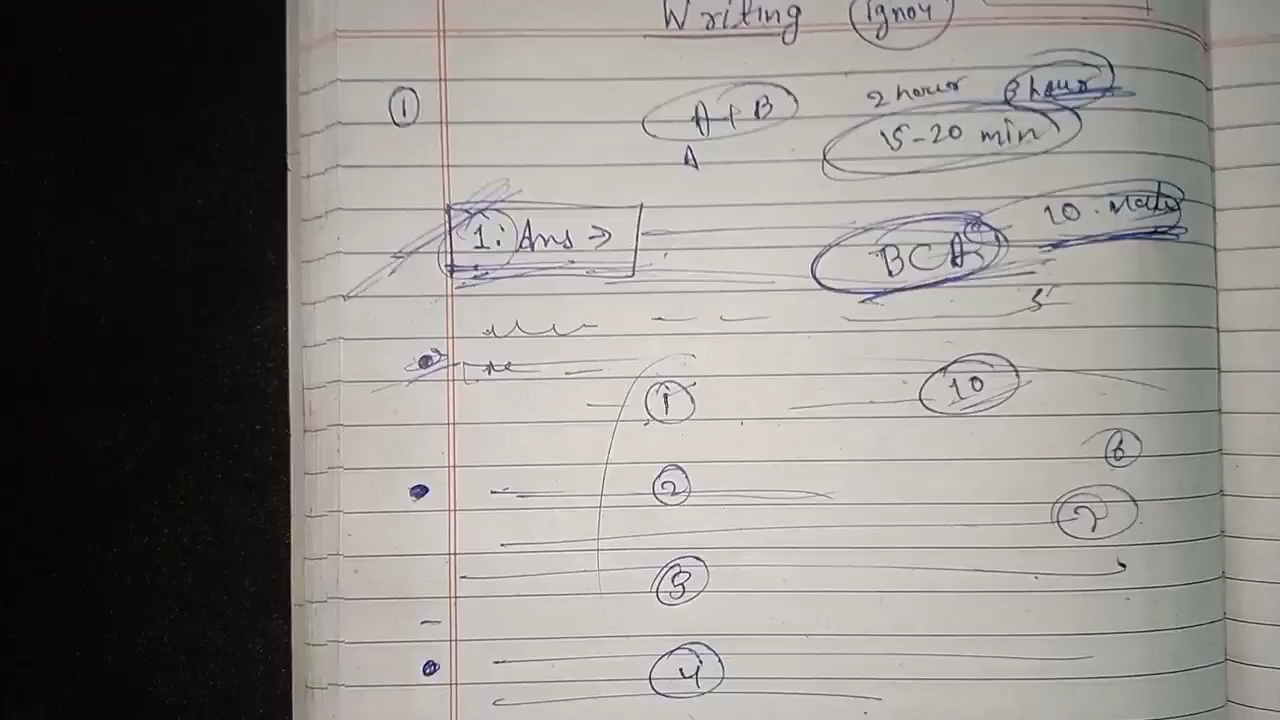 Writing Ignou
① A+B 2 hour 3 hour
A 15-20 min
1. Ans → BCA 10. Marks
5
① 10
6
② 7
③
4